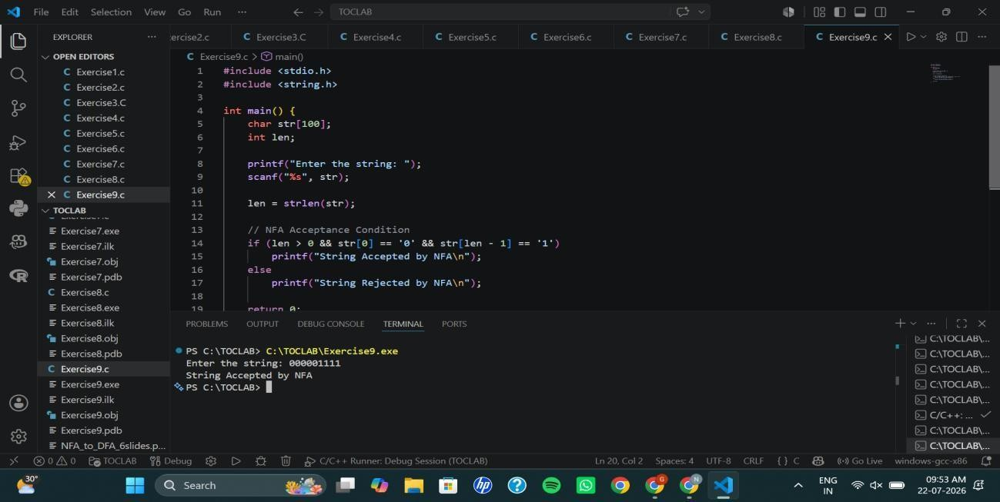 File Edit Selection View Go Run ··· TOCLAB
EXPLORER ···
OPEN EDITORS
C Exercise1.c
C Exercise2.c
C Exercise3.C
C Exercise4.c
C Exercise5.c
C Exercise6.c
C Exercise7.c
C Exercise8.c
C Exercise9.c
TOCLAB
Exercise7.exe
Exercise7.ilk
Exercise7.obj
Exercise7.pdb
C Exercise8.c
Exercise8.exe
Exercise8.ilk
Exercise8.obj
Exercise8.pdb
C Exercise9.c
Exercise9.exe
Exercise9.ilk
Exercise9.obj
Exercise9.pdb
NFA_to_DFA_6slides.p...
ercise2.c C Exercise3.C C Exercise4.c C Exercise5.c C Exercise6.c C Exercise7.c C Exercise8.c C Exercise9.c
C Exercise9.c > main()
1 #include <stdio.h>
2 #include <string.h>
3
4 int main() {
5 char str[100];
6 int len;
7
8 printf("Enter the string: ");
9 scanf("%s", str);
10
11 len = strlen(str);
12
13 // NFA Acceptance Condition
14 if (len > 0 && str[0] == '0' && str[len - 1] == '1')
15 printf("String Accepted by NFA\n");
16 else
17 printf("String Rejected by NFA\n");
18
19 return 0;
PROBLEMS OUTPUT DEBUG CONSOLE TERMINAL PORTS
PS C:\TOCLAB> C:\TOCLAB\Exercise9.exe
Enter the string: 000001111
String Accepted by NFA
PS C:\TOCLAB>
C:\TOCLAB\...
C:\TOCLAB\...
C:\TOCLAB\...
C:\TOCLAB\...
C:\TOCLAB\...
C/C++: ...
C:\TOCLAB\...
C:\TOCLAB\...
0 0 TOCLAB Debug C/C++ Runner: Debug Session (TOCLAB) Ln 20, Col 2 Spaces: 4 UTF-8 CRLF {} C Go Live windows-gcc-x86
30° Search hp G N ENG 09:53 AM
IN 22-07-2026